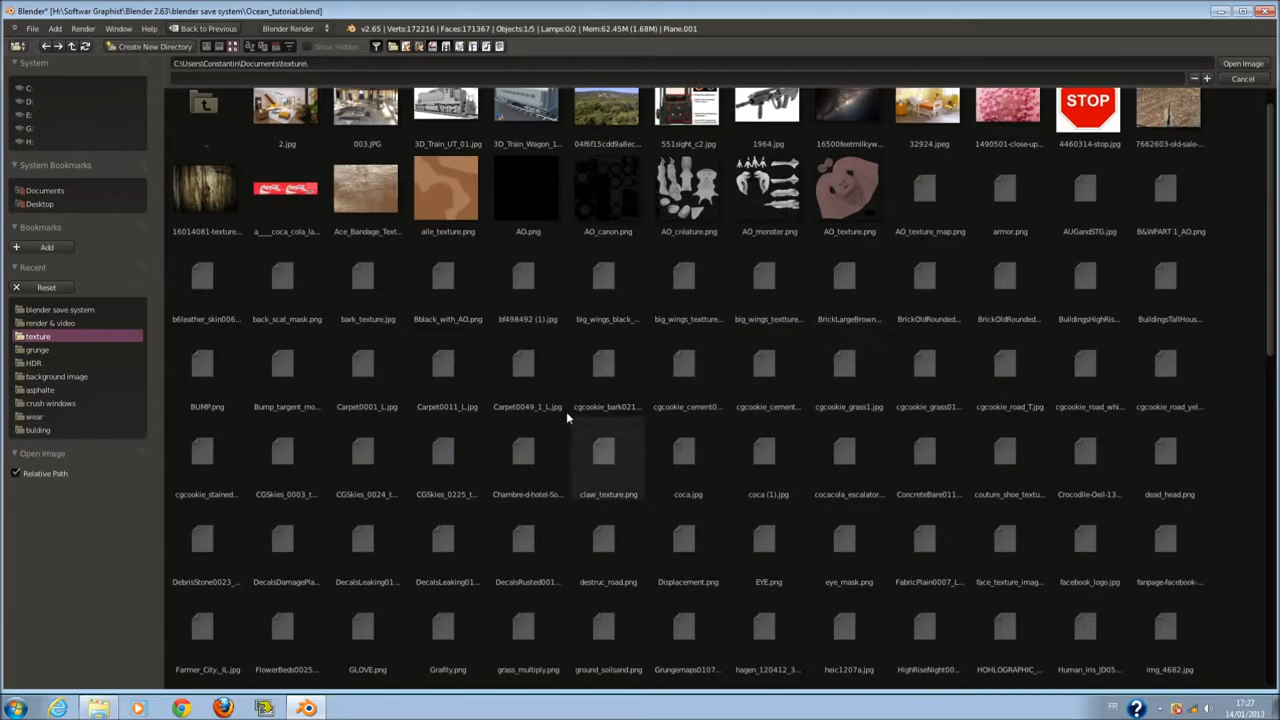 Blender* [H:\Softwar Graphist\Blender 2.63\blender save system\Ocean_tutorial.blend]
File Add Render Window Help Back to Previous Blender Render v2.65 | Verts:172216 | Faces:171367 | Objects:1/5 | Lamps:0/2 | Mem:62.45M (1.68M) | Plane.001
Create New Directory Show Hidden
System
C:\Users\Constantin\Documents\texture\ Open Image
Cancel
C:
D:
E:
G:
H:
System Bookmarks
Documents
Desktop
Bookmarks
Add
Recent
Reset
blender save system
render & video
texture
grunge
HDR
background image
asphalte
crush windows
wear
bulding
Open Image
Relative Path
STOP
.. 2.jpg 003.JPG 3D_Train_UT_01.jpg 3D_Train_Wagon_1... 04f6f15cdd9a8ec... 551sight_c2.jpg 1964.jpg 16500feetmilkyw... 32924.jpeg 1490501-close-up... 4460314-stop.jpg 7662603-old-sale-...
16014081-texture... a___coca_cola_la... Ace_Bandage_Text... aile_texture.png AO.png AO_canon.png AO_créature.png AO_monster.png AO_texture.png AO_texture_map.png armor.png AUGandSTG.jpg B&WPART 1_AO.png
b6leather_skin006... back_scat_mask.png bark_texture.jpg Bblack_with_AO.png bf498492 (1).jpg big_wings_black_... big_wings_textture... big_wings_textture... BrickLargeBrown... BrickOldRounded... BrickOldRounded... BuildingsHighRis... BuildingsTallHous...
BUMP.png Bump_targent_mo... Carpet0001_L.jpg Carpet0011_L.jpg Carpet0049_1_L.jpg cgcookie_bark021... cgcookie_cement0... cgcookie_cement... cgcookie_grass1.jpg cgcookie_grass01... cgcookie_road_T.jpg cgcookie_road_whi... cgcookie_road_yel...
cgcookie_stained... CGSkies_0003_t... CGSkies_0024_t... CGSkies_0225_t... Chambre-d-hotel-So... claw_texture.png coca.jpg coca (1).jpg cocacola_escalator... ConcreteBare011... couture_shoe_textu... Crocodile-Oeil-13... dead_head.png
DebrisStone0023_... DecalsDamagePla... DecalsLeaking01... DecalsLeaking01... DecalsRusted001... destruc_road.png Displacement.png EYE.png eye_mask.png FabricPlain0007_L... face_texture_imag... facebook_logo.jpg fanpage-facebook-...
Farmer_City,_IL.jpg FlowerBeds0025... GLOVE.png Grafity.png grass_multiply.png ground_soilsand.png Grungemaps0107... hagen_120412_3... heic1207a.jpg HighRiseNight00... HOHLOGRAPHIC_... Human_Iris_JD05... img_4682.jpg
FR 17:27
14/01/2013